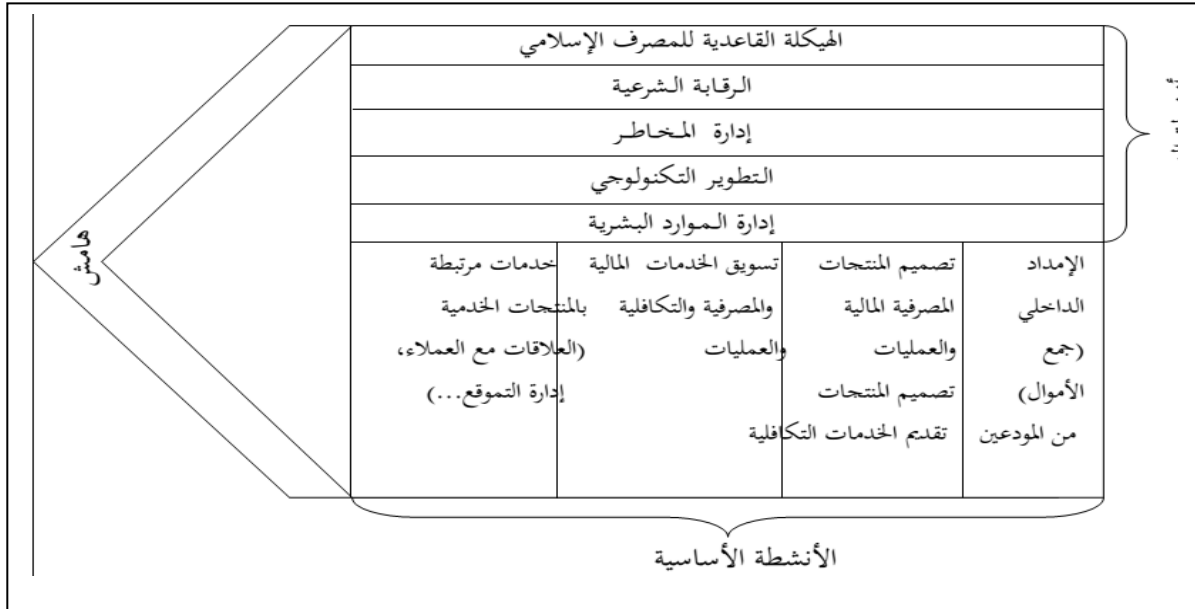 الهيكلة القاعدية للمصرف الإسلامي
الرقابة الشرعية
إدارة المخاطر
التطوير التكنولوجي
إدارة الموارد البشرية
الإمداد
الداخلي
(جمع
الأموال)
من المودعين
تصميم المنتجات
المصرفية المالية
والعمليات
تصميم المنتجات
تقديم الخدمات التكافلية
تسويق الخدمات المالية
والمصرفية والتكافلية
والعمليات
خدمات مرتبطة
بالمنتجات الخدمية
(العلاقات مع العملاء،
إدارة التموقع...)
هامش
الأنشطة الأساسية